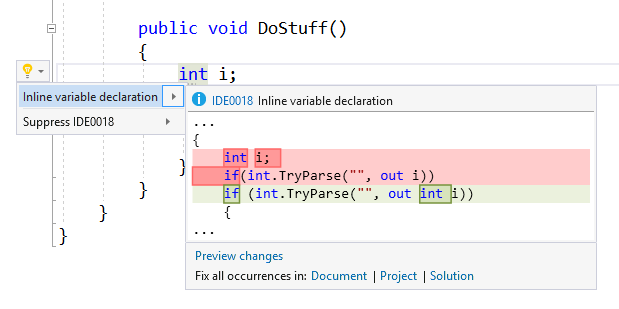 public void DoStuff()
{
int i;
Inline variable declaration
Suppress IDE0018
IDE0018 Inline variable declaration
...
{
int i;
if(int.TryParse("", out i))
if (int.TryParse("", out int i))
{
...
Preview changes
Fix all occurrences in: Document | Project | Solution
}
}
}
}